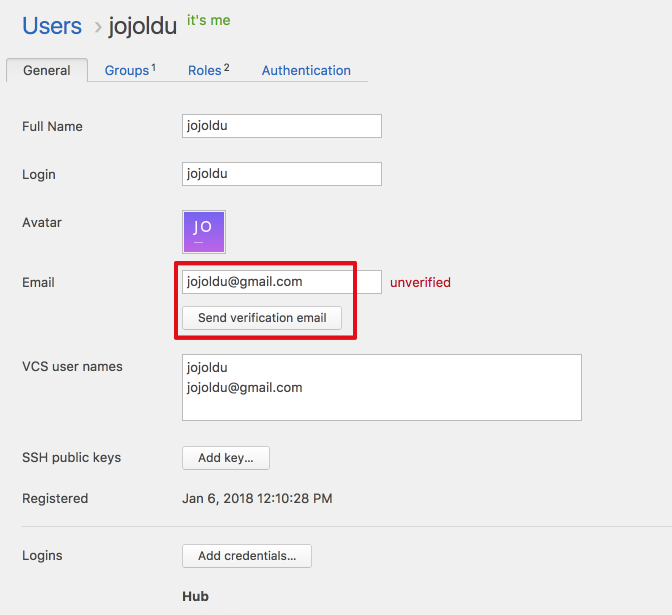 Users › jojoldu it's me
General Groups 1 Roles 2 Authentication
Full Name jojoldu
Login jojoldu
Avatar JO
Email jojoldu@gmail.com unverified
Send verification email
VCS user names jojoldu
jojoldu@gmail.com
SSH public keys Add key...
Registered Jan 6, 2018 12:10:28 PM
Logins Add credentials...
Hub